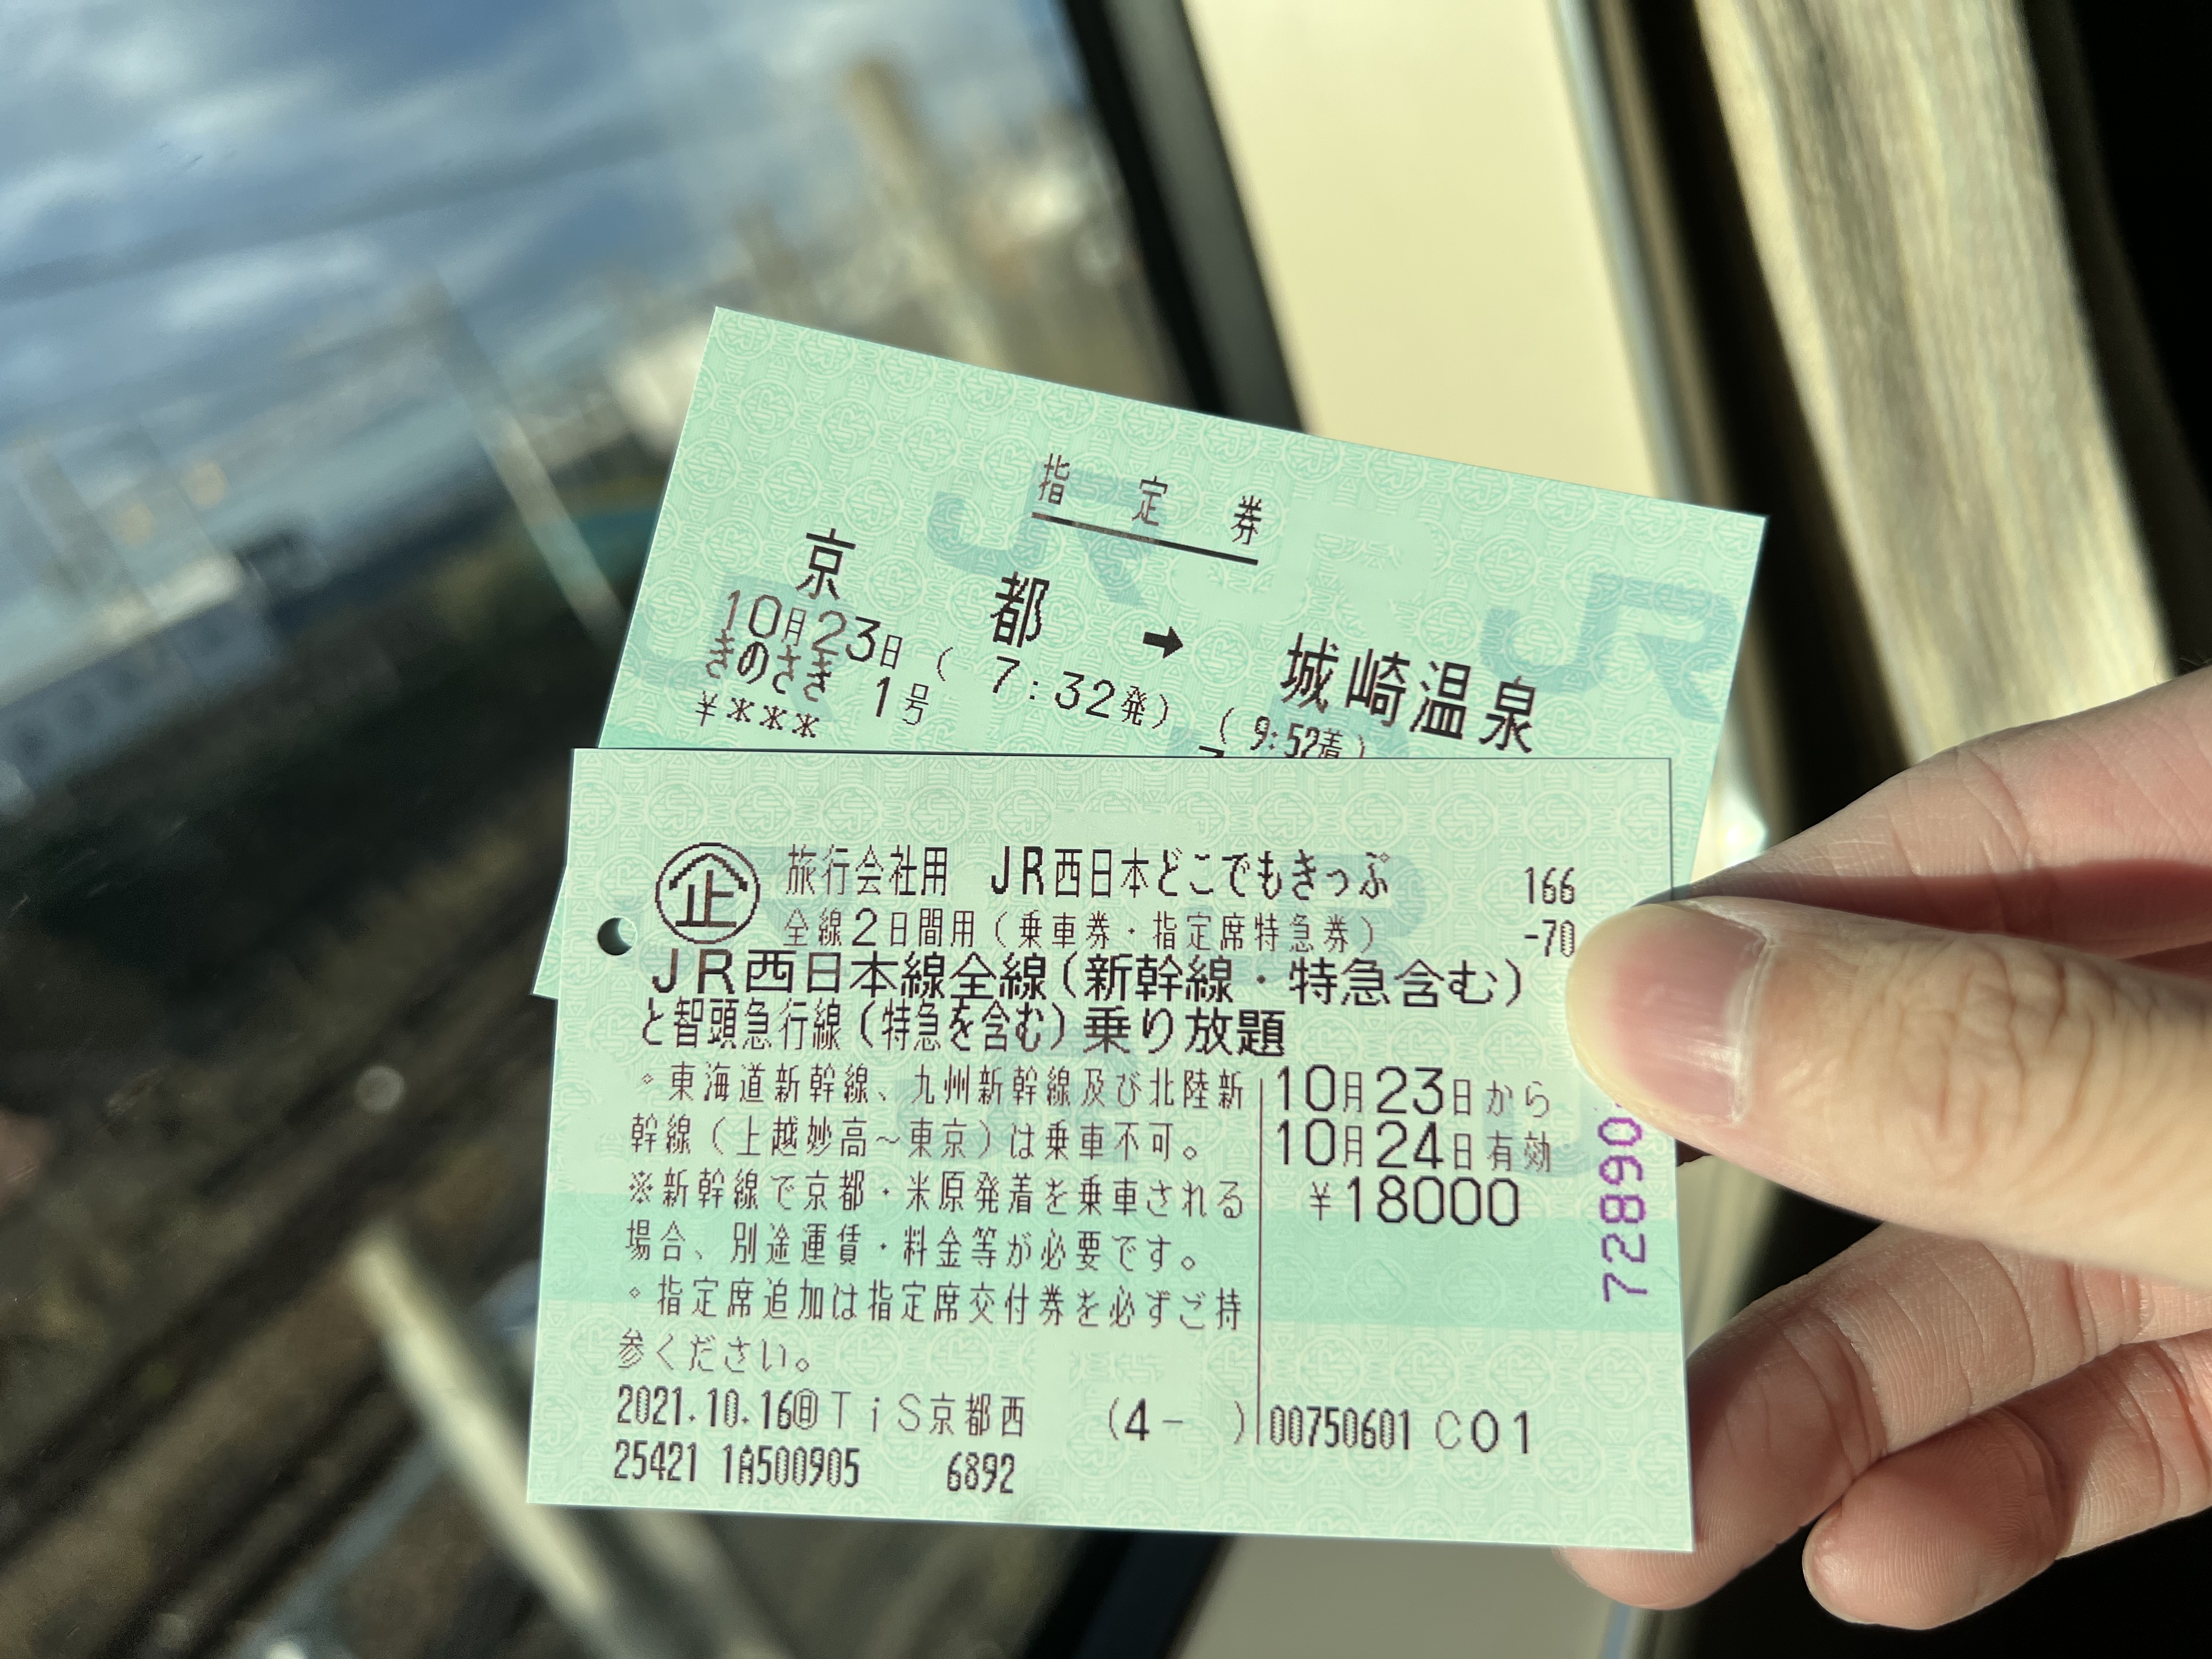 指定券
京都 → 城崎温泉
10月23日 ( 7:32発) ( 9:52着)
きのさき 1号
¥***
企 旅行会社用 JR西日本どこでもきっぷ 166
全線2日間用(乗車券・指定席特急券) -70
JR西日本線全線(新幹線・特急含む)
と智頭急行線(特急を含む)乗り放題
◦東海道新幹線、九州新幹線及び北陸新
幹線(上越妙高~東京)は乗車不可。
※新幹線で京都・米原発着を乗車される
場合、別途運賃・料金等が必要です。
◦指定席追加は指定席交付券を必ずご持
参ください。
10月23日から
10月24日有効
¥18000
2021.10.16㊐TiS京都西 (4- ) 00750601 C01
25421 1A500905 6892
72890